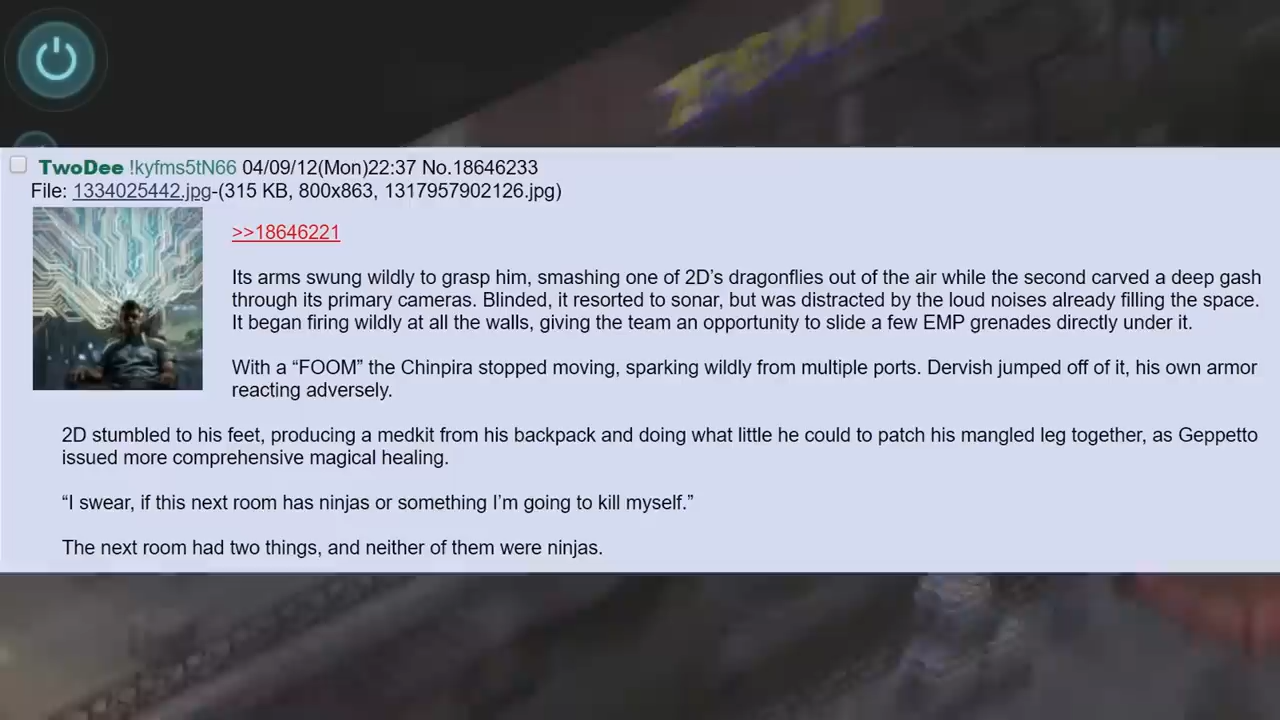 TwoDee !kyfms5tN66 04/09/12(Mon)22:37 No.18646233
File: 1334025442.jpg-(315 KB, 800x863, 1317957902126.jpg)
>>18646221
Its arms swung wildly to grasp him, smashing one of 2D’s dragonflies out of the air while the second carved a deep gash
through its primary cameras. Blinded, it resorted to sonar, but was distracted by the loud noises already filling the space.
It began firing wildly at all the walls, giving the team an opportunity to slide a few EMP grenades directly under it.
With a “FOOM” the Chinpira stopped moving, sparking wildly from multiple ports. Dervish jumped off of it, his own armor
reacting adversely.
2D stumbled to his feet, producing a medkit from his backpack and doing what little he could to patch his mangled leg together, as Geppetto
issued more comprehensive magical healing.
“I swear, if this next room has ninjas or something I’m going to kill myself.”
The next room had two things, and neither of them were ninjas.